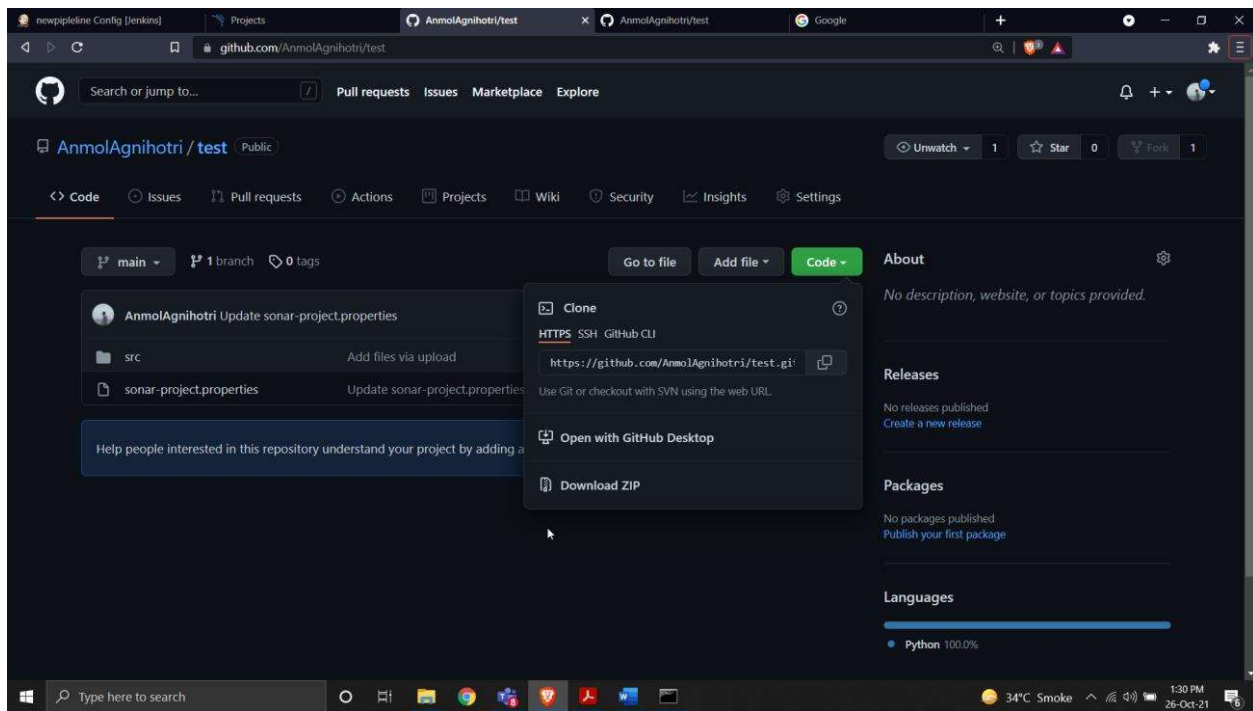 newpipleline Config [Jenkins] Projects AnmolAgnihotri/test AnmolAgnihotri/test Google
github.com/AnmolAgnihotri/test
Search or jump to... / Pull requests Issues Marketplace Explore
AnmolAgnihotri / test Public Unwatch 1 Star 0 Fork 1
Code Issues Pull requests Actions Projects Wiki Security Insights Settings
main 1 branch 0 tags Go to file Add file Code
AnmolAgnihotri Update sonar-project.properties
src Add files via upload
sonar-project.properties Update sonar-project.properties
Help people interested in this repository understand your project by adding a
Clone
HTTPS SSH GitHub CLI
https://github.com/AnmolAgnihotri/test.gi
Use Git or checkout with SVN using the web URL.
Open with GitHub Desktop
Download ZIP
About
No description, website, or topics provided.
Releases
No releases published
Create a new release
Packages
No packages published
Publish your first package
Languages
Python 100.0%
Type here to search 34°C Smoke 1:30 PM
26-Oct-21